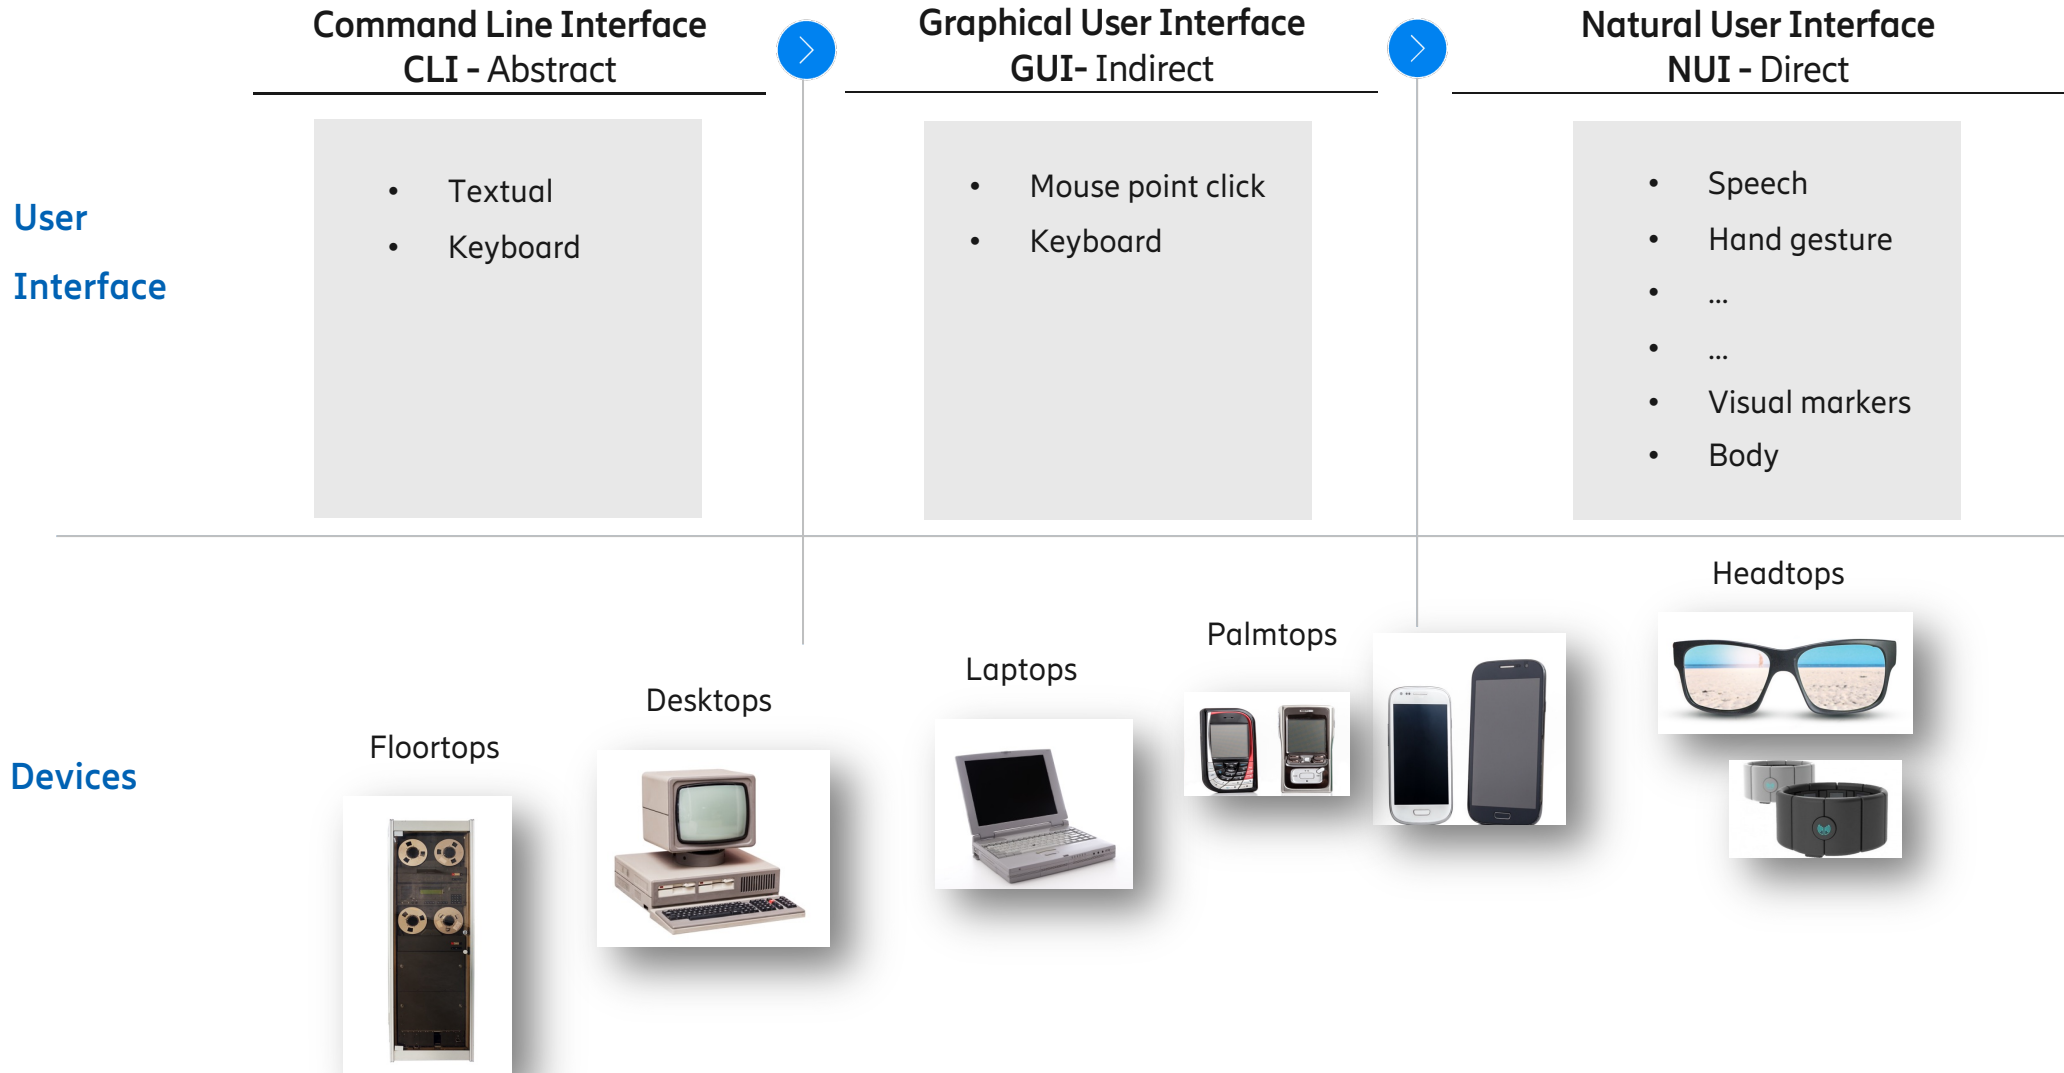 Command Line Interface
CLI - Abstract
Graphical User Interface
GUI- Indirect
Natural User Interface
NUI - Direct
User
Interface
• Textual
• Keyboard
• Mouse point click
• Keyboard
• Speech
• Hand gesture
• ...
• ...
• Visual markers
• Body
Devices
Floortops
Desktops
Laptops
Palmtops
Headtops